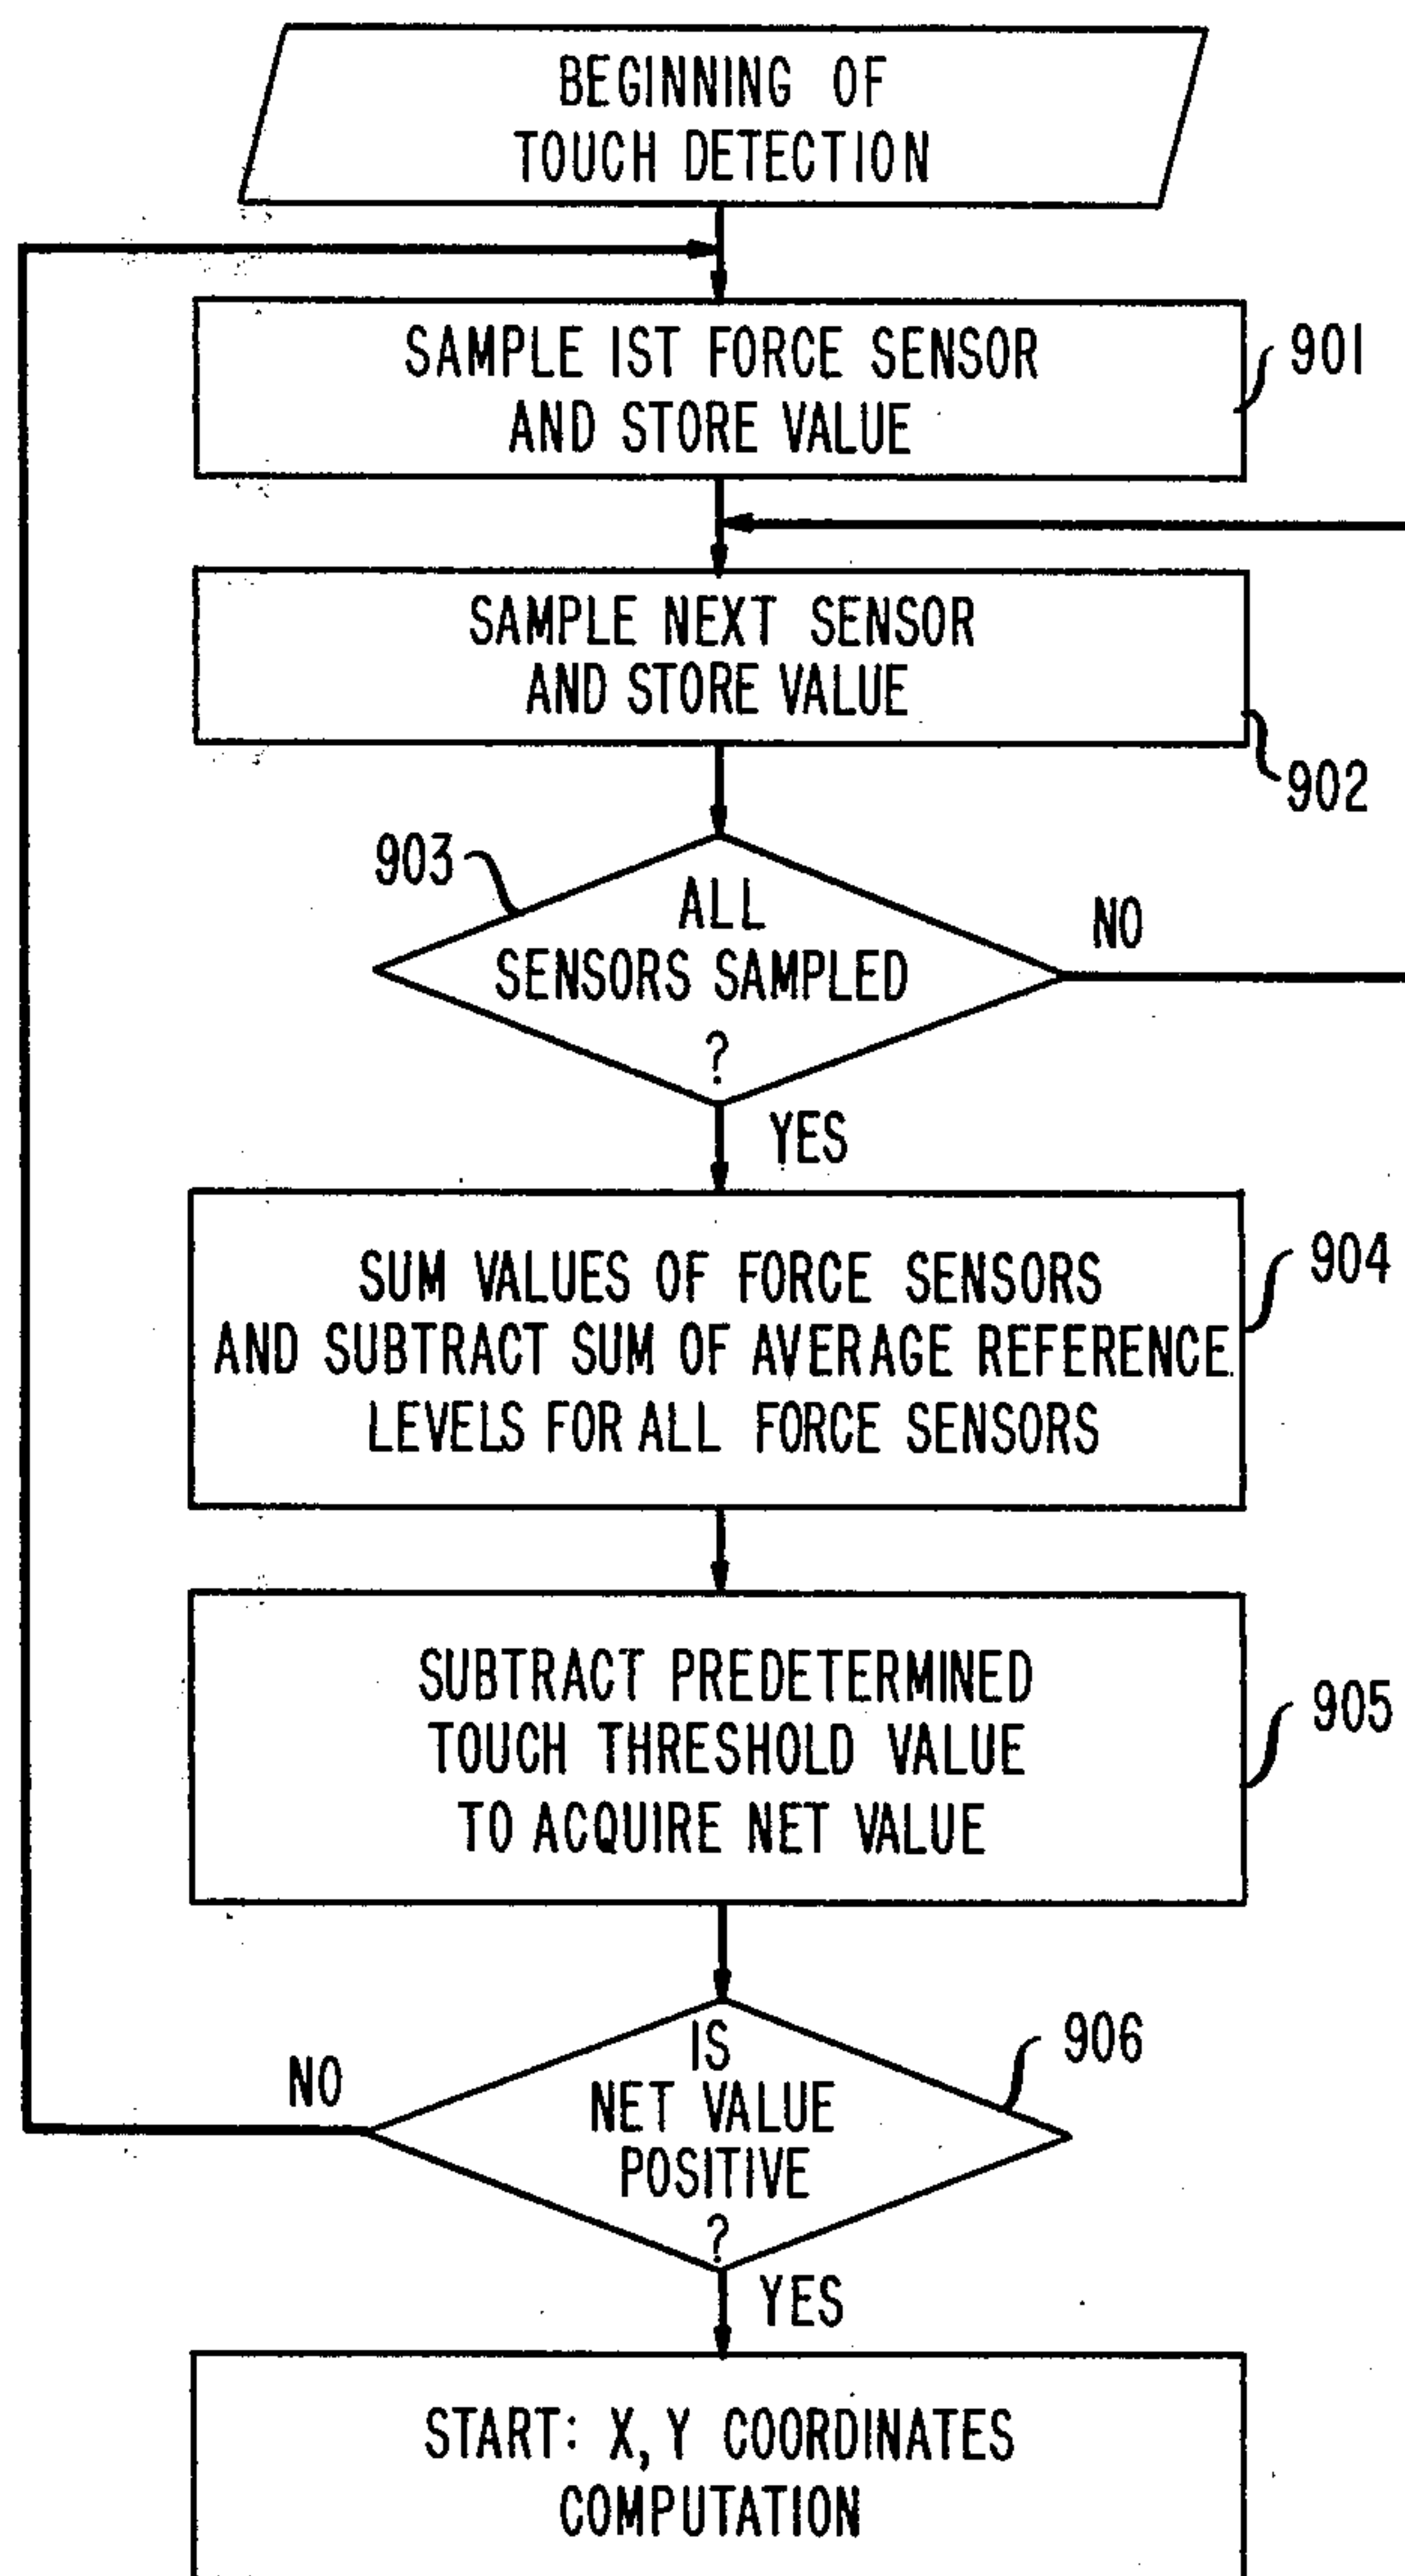 BEGINNING OF
TOUCH DETECTION
SAMPLE 1ST FORCE SENSOR
AND STORE VALUE
901
SAMPLE NEXT SENSOR
AND STORE VALUE
902
903
ALL
SENSORS SAMPLED
?
NO
YES
SUM VALUES OF FORCE SENSORS
AND SUBTRACT SUM OF AVERAGE REFERENCE
LEVELS FOR ALL FORCE SENSORS
904
SUBTRACT PREDETERMINED
TOUCH THRESHOLD VALUE
TO ACQUIRE NET VALUE
905
IS
NET VALUE
POSITIVE
?
906
NO
YES
START: X, Y COORDINATES
COMPUTATION